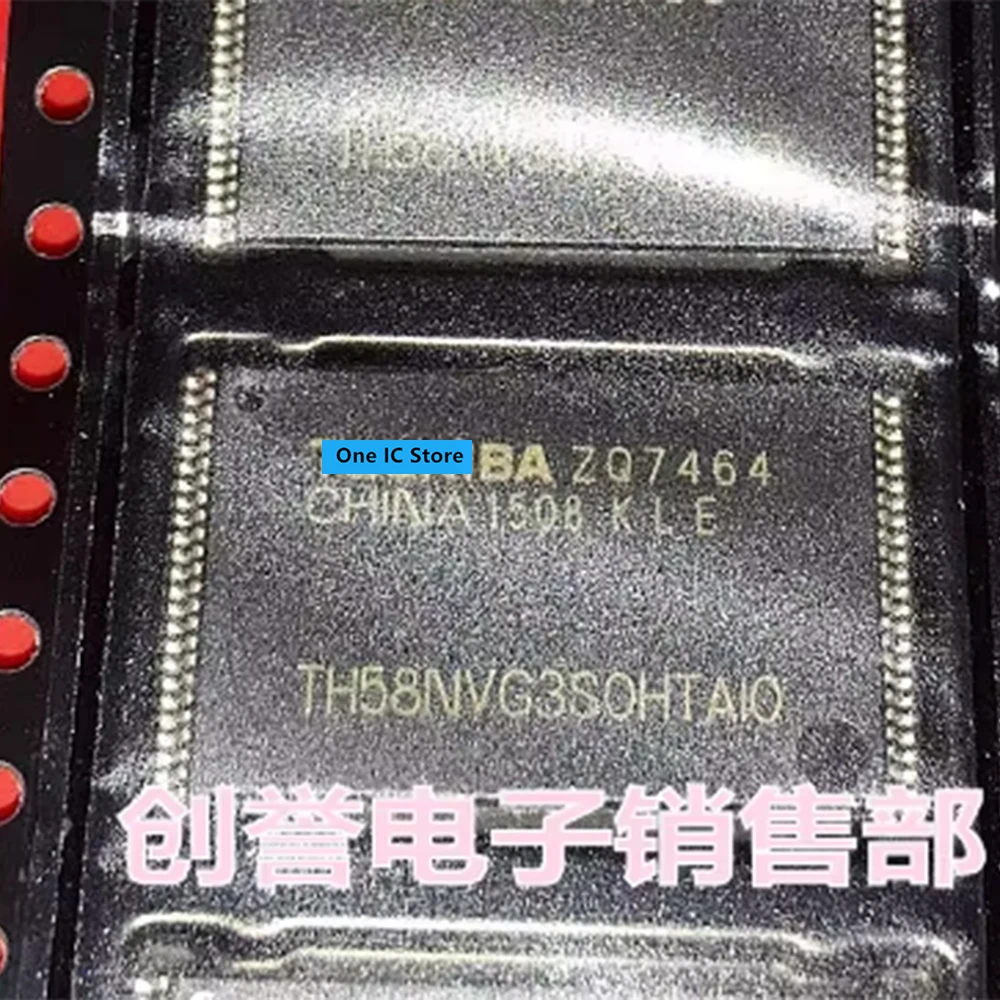 One IC Store
BA ZQ7464
CHINA 1508 KLE
TH58NVG3S0HTAI0
创誉电子销售部